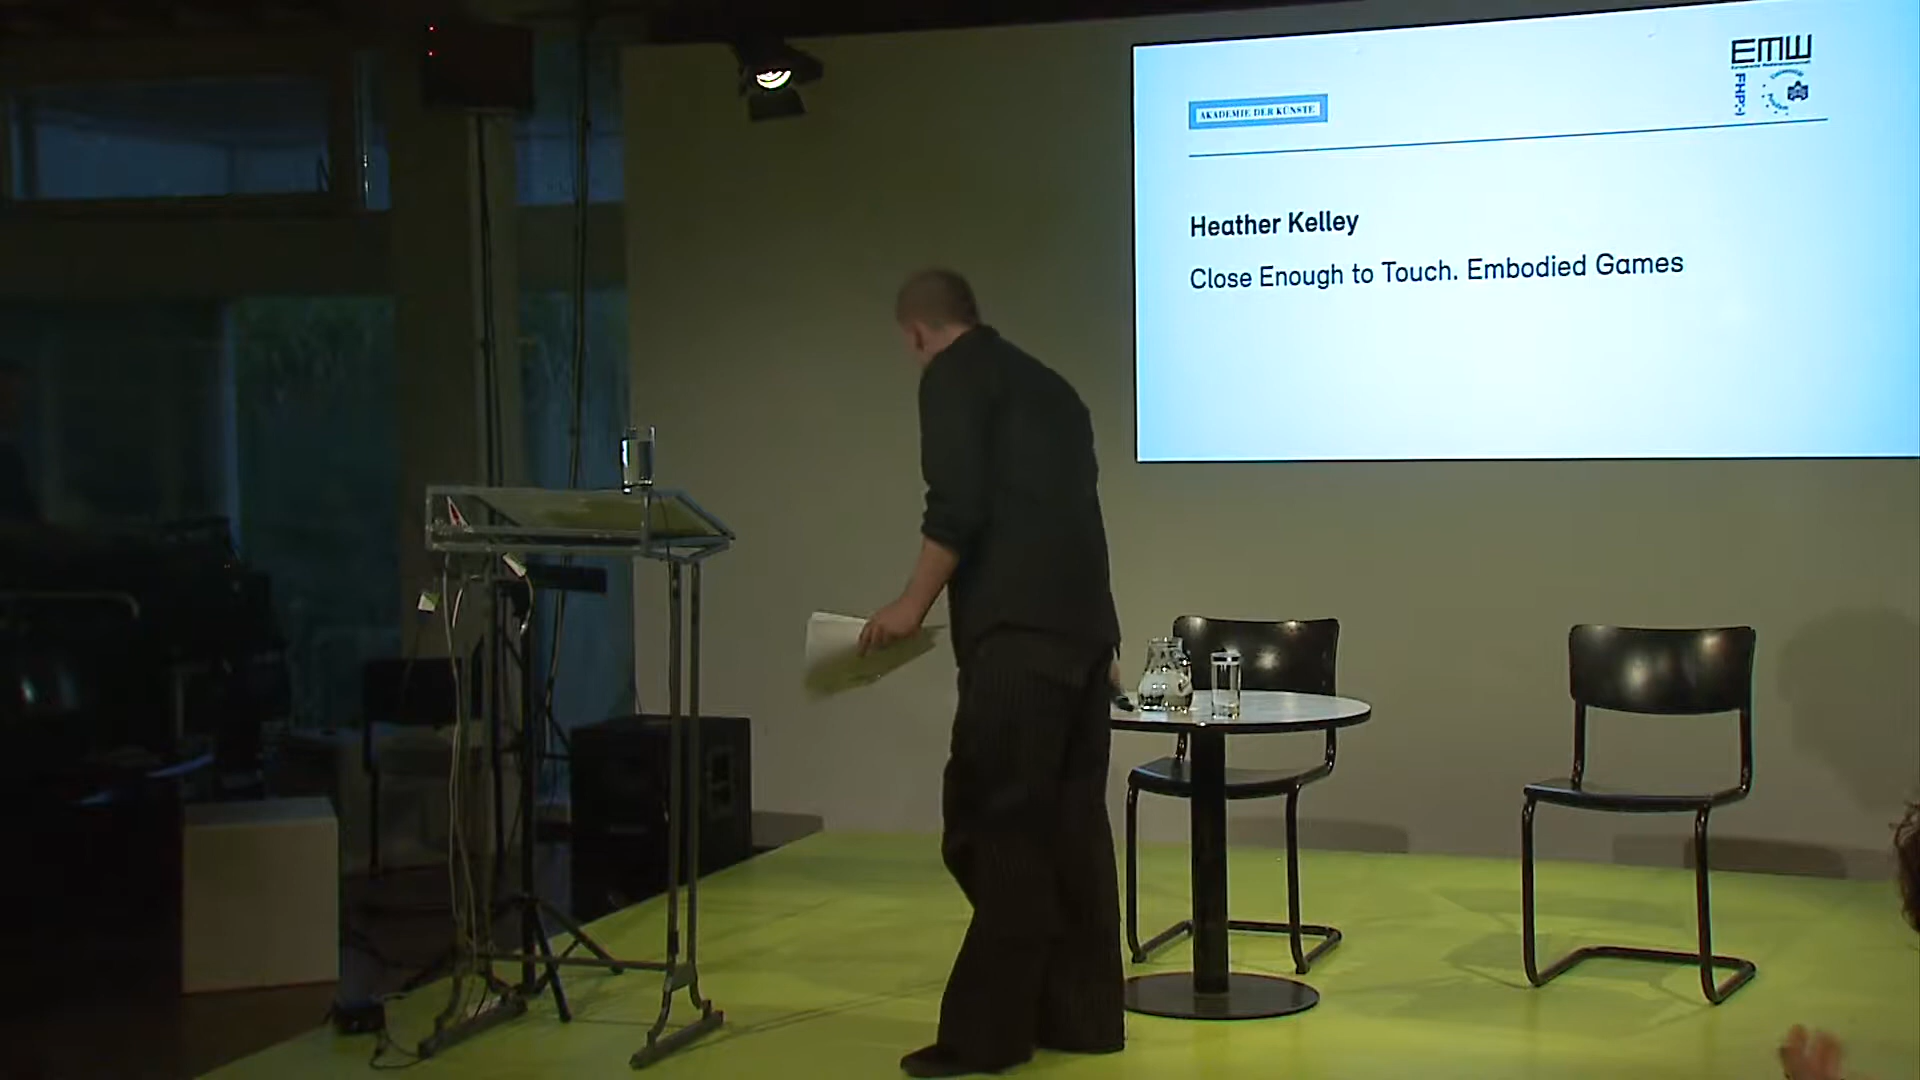 EMW
AKADEMIE DER KÜNSTE
FHP:-)
Heather Kelley
Close Enough to Touch. Embodied Games